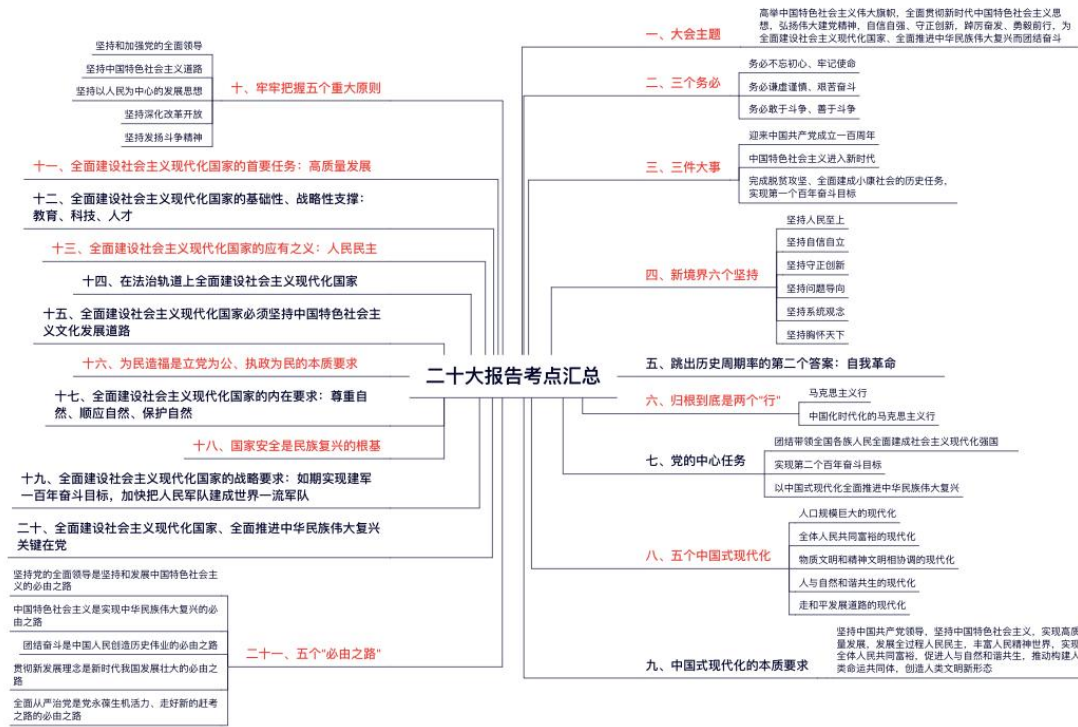 二十大报告考点汇总
一、大会主题
高举中国特色社会主义伟大旗帜，全面贯彻新时代中国特色社会主义思
想，弘扬伟大建党精神，自信自强、守正创新，踔厉奋发、勇毅前行，为
全面建设社会主义现代化国家、全面推进中华民族伟大复兴而团结奋斗
二、三个务必
务必不忘初心、牢记使命
务必谦虚谨慎、艰苦奋斗
务必敢于斗争、善于斗争
三、三件大事
迎来中国共产党成立一百周年
中国特色社会主义进入新时代
完成脱贫攻坚、全面建成小康社会的历史任务，
实现第一个百年奋斗目标
四、新境界六个坚持
坚持人民至上
坚持自信自立
坚持守正创新
坚持问题导向
坚持系统观念
坚持胸怀天下
五、跳出历史周期率的第二个答案：自我革命
六、归根到底是两个"行"
马克思主义行
中国化时代化的马克思主义行
七、党的中心任务
团结带领全国各族人民全面建成社会主义现代化强国
实现第二个百年奋斗目标
以中国式现代化全面推进中华民族伟大复兴
八、五个中国式现代化
人口规模巨大的现代化
全体人民共同富裕的现代化
物质文明和精神文明相协调的现代化
人与自然和谐共生的现代化
走和平发展道路的现代化
九、中国式现代化的本质要求
坚持中国共产党领导，坚持中国特色社会主义，实现高质
量发展，发展全过程人民民主，丰富人民精神世界，实现
全体人民共同富裕，促进人与自然和谐共生，推动构建人
类命运共同体，创造人类文明新形态
十、牢牢把握五个重大原则
坚持和加强党的全面领导
坚持中国特色社会主义道路
坚持以人民为中心的发展思想
坚持深化改革开放
坚持发扬斗争精神
十一、全面建设社会主义现代化国家的首要任务：高质量发展
十二、全面建设社会主义现代化国家的基础性、战略性支撑：
教育、科技、人才
十三、全面建设社会主义现代化国家的应有之义：人民民主
十四、在法治轨道上全面建设社会主义现代化国家
十五、全面建设社会主义现代化国家必须坚持中国特色社会主
义文化发展道路
十六、为民造福是立党为公、执政为民的本质要求
十七、全面建设社会主义现代化国家的内在要求：尊重自
然、顺应自然、保护自然
十八、国家安全是民族复兴的根基
十九、全面建设社会主义现代化国家的战略要求：如期实现建军
一百年奋斗目标，加快把人民军队建成世界一流军队
二十、全面建设社会主义现代化国家、全面推进中华民族伟大复兴
关键在党
二十一、五个"必由之路"
坚持党的全面领导是坚持和发展中国特色社会主
义的必由之路
中国特色社会主义是实现中华民族伟大复兴的必
由之路
团结奋斗是中国人民创造历史伟业的必由之路
贯彻新发展理念是新时代我国发展壮大的必由之
路
全面从严治党是党永葆生机活力、走好新的赶考
之路的必由之路